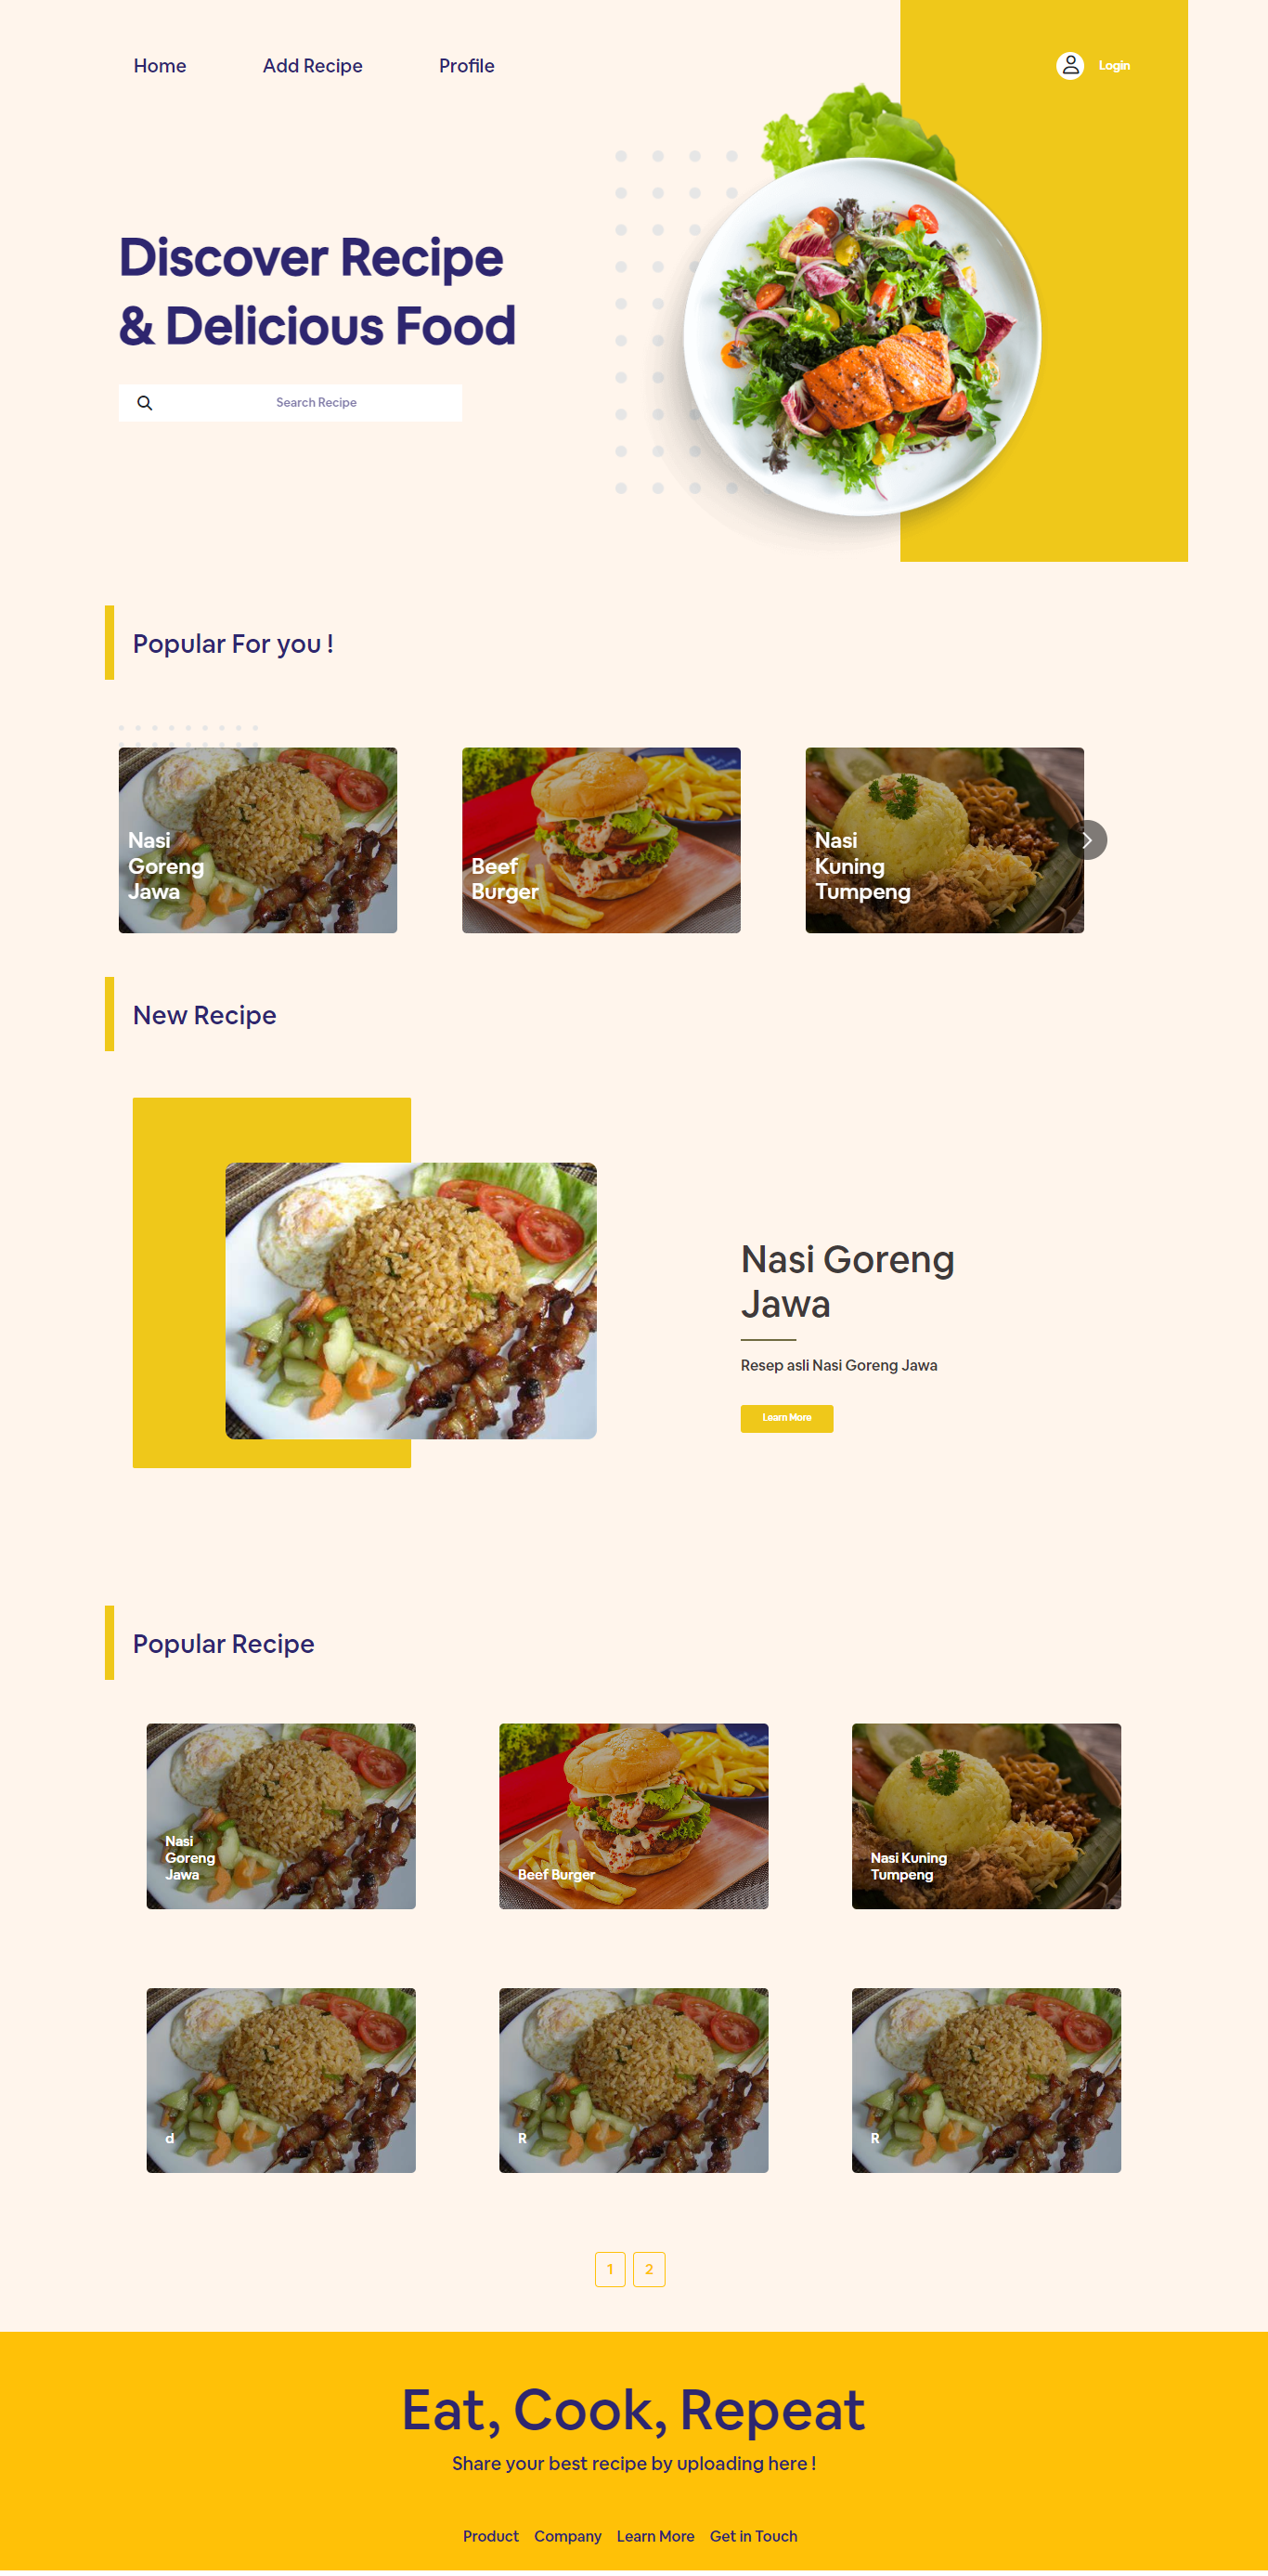 Home
Add Recipe
Profile
Login
Discover Recipe
& Delicious Food
Search Recipe
Popular For you !
Nasi
Goreng
Jawa
Beef
Burger
Nasi
Kuning
Tumpeng
New Recipe
Nasi Goreng
Jawa
Resep asli Nasi Goreng Jawa
Learn More
Popular Recipe
Nasi
Goreng
Jawa
Beef Burger
Nasi Kuning
Tumpeng
d
R
R
1
2
Eat, Cook, Repeat
Share your best recipe by uploading here !
Product
Company
Learn More
Get in Touch